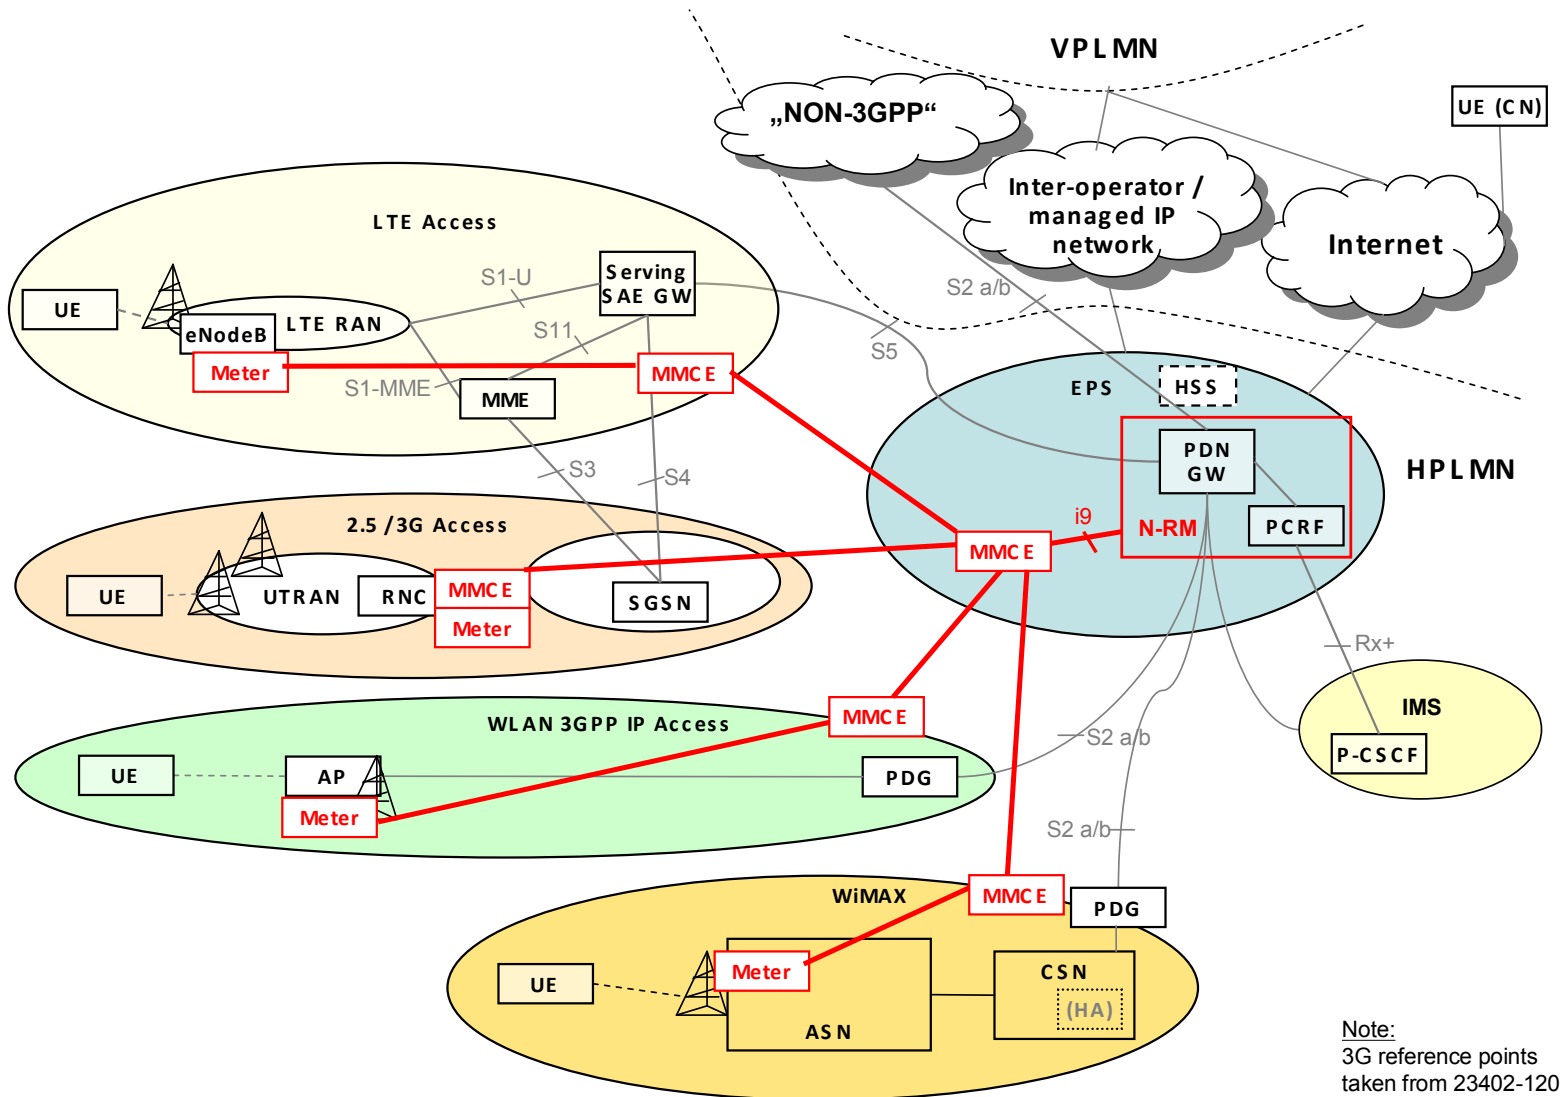 VPLMN
„NON-3GPP“
UE (CN)
Inter-operator /
managed IP
network
Internet
LTE Access
S1-U
Serving
SAE GW
S2 a/b
UE
LTE RAN
eNodeB
S11
S5
Meter
S1-MME
MMCE
MME
EPS
HSS
PDN
GW
HPLMN
S3
S4
2.5 /3G Access
i9
N-RM
PCRF
MMCE
UE
UTRAN
RNC
MMCE
SGSN
Meter
Rx+
WLAN 3GPP IP Access
MMCE
IMS
S2 a/b
P-CSCF
UE
AP
PDG
Meter
S2 a/b
WiMAX
MMCE
PDG
Meter
CSN
UE
(HA)
ASN
Note:
3G reference points
taken from 23402-120